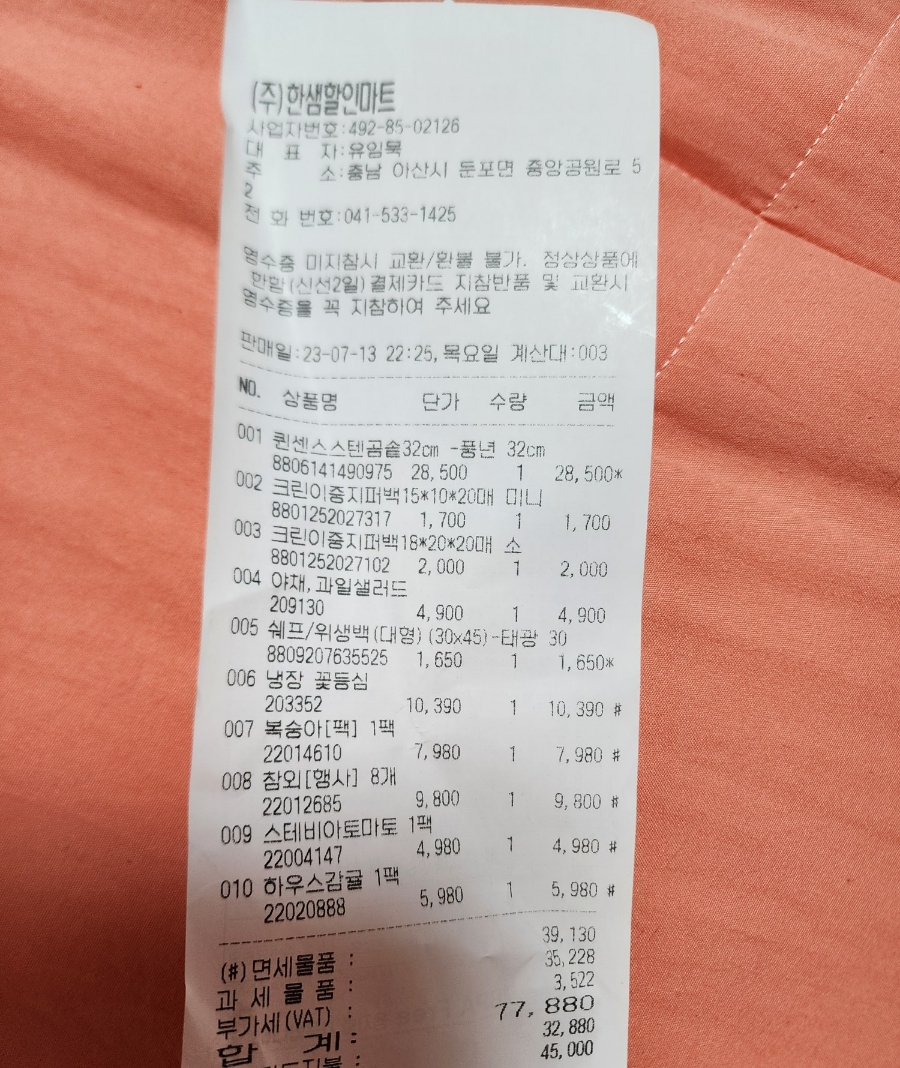 (주)한샘할인마트
사업자번호:492-85-02126
대 표 자:유임묵
주 소:충남 아산시 둔포면 중앙공원로 5
2
전 화 번호:041-533-1425
영수증 미지참시 교환/환불 불가. 정상상품에
한함(신선2일)결제카드 지참반품 및 교환시
영수증을 꼭 지참하여 주세요
판매일:23-07-13 22:25, 목요일 계산대:003
NO. 상품명 단가 수량 금액
001 퀸센스스텐곰솥32cm -풍년 32cm
8806141490975 28,500 1 28,500*
002 크린이중지퍼백15*10*20매 미니
8801252027317 1,700 1 1,700
003 크린이중지퍼백18*20*20매 소
8801252027102 2,000 1 2,000
004 야채,과일샐러드
209130 4,900 1 4,900
005 쉐프/위생백(대형)(30x45)-태광 30
8809207635525 1,650 1 1,650*
006 냉장 꽃등심
203352 10,390 1 10,390 #
007 복숭아[팩] 1팩
22014610 7,980 1 7,980 #
008 참외[행사] 8개
22012685 9,800 1 9,800 #
009 스테비아토마토 1팩
22004147 4,980 1 4,980 #
010 하우스감귤 1팩
22020888 5,980 1 5,980 #
(#)면세물품 : 39,130
과 세 물 품 : 35,228
부가세(VAT) : 3,522
합 계: 77,880
32,880
45,000